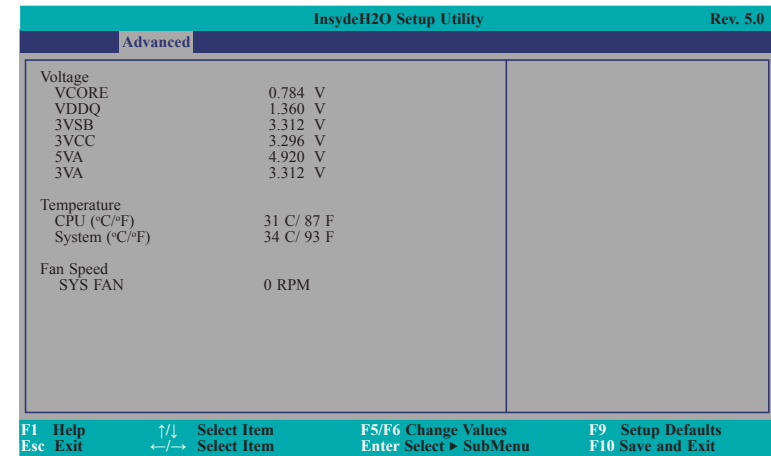 InsydeH2O Setup Utility Rev. 5.0
Advanced
Voltage
VCORE 0.784 V
VDDQ 1.360 V
3VSB 3.312 V
3VCC 3.296 V
5VA 4.920 V
3VA 3.312 V
Temperature
CPU (°C/°F) 31 C/ 87 F
System (°C/°F) 34 C/ 93 F
Fan Speed
SYS FAN 0 RPM
F1 Help ↑/↓ Select Item F5/F6 Change Values F9 Setup Defaults
Esc Exit ←/→ Select Item Enter Select ► SubMenu F10 Save and Exit